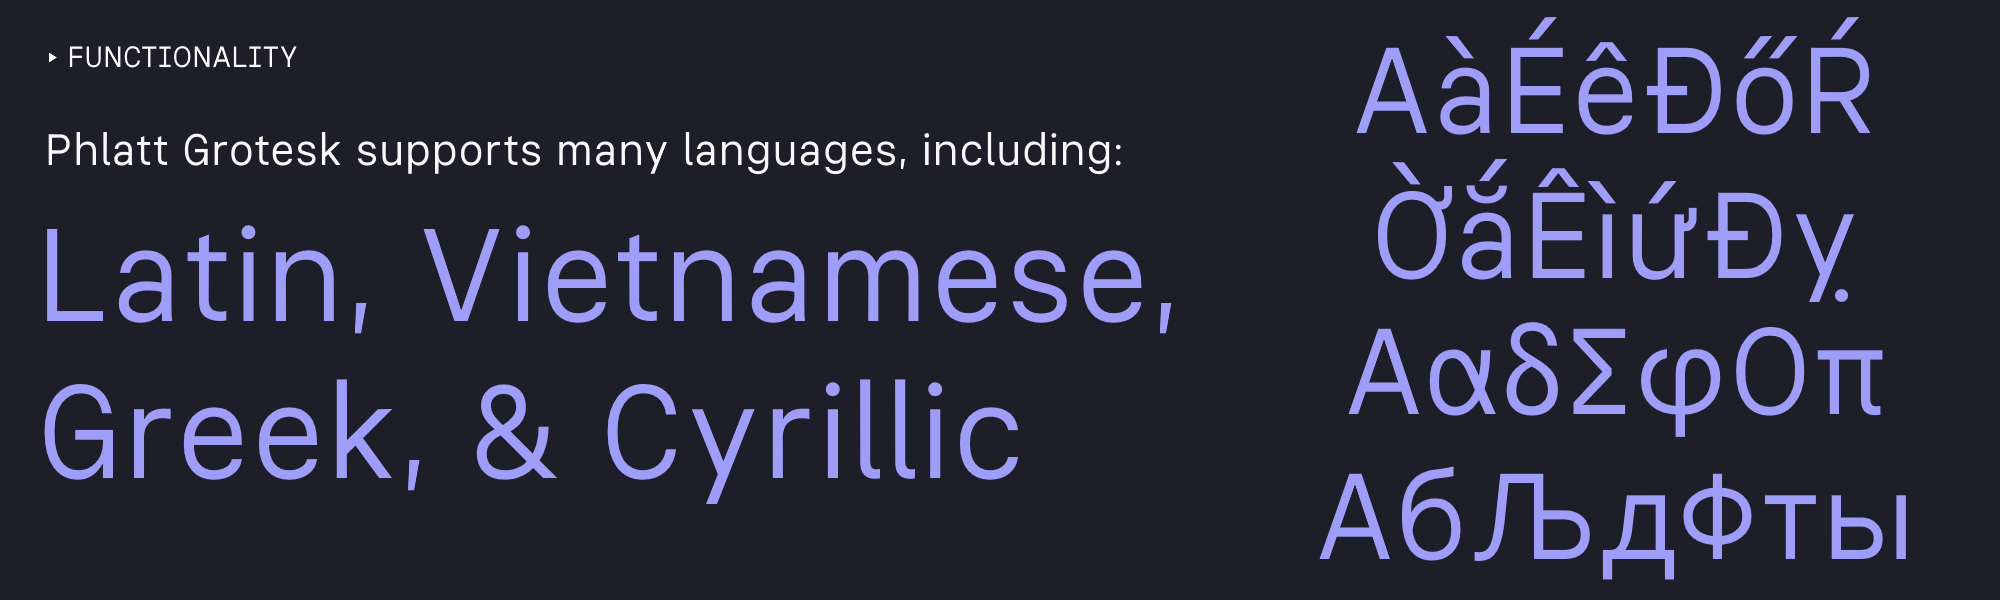 ▸ FUNCTIONALITY
Phlatt Grotesk supports many languages, including:
Latin, Vietnamese,
Greek, & Cyrillic
AàÉêĐőŔ
ỜắÊìứĐỵ
ΑαδΣφΟπ
АбЉдФты